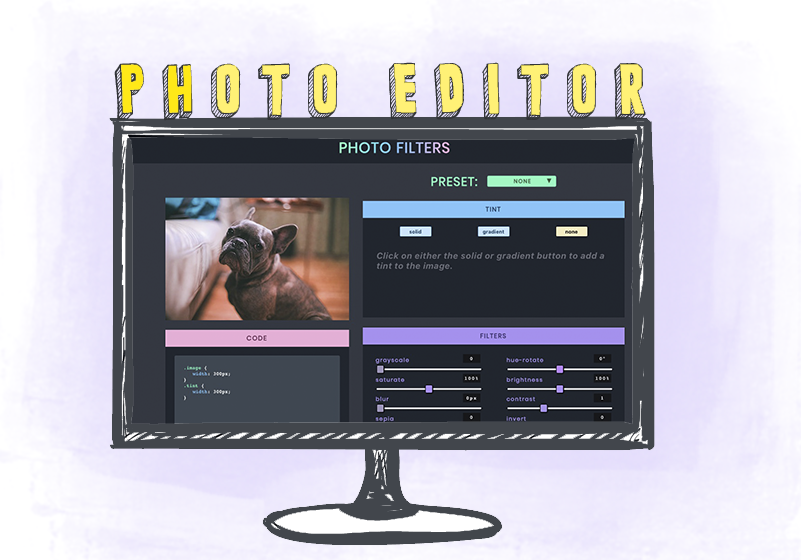 PHOTO EDITOR
PHOTO FILTERS
PRESET: NONE
TINT
solid gradient none
Click on either the solid or gradient button to add a
tint to the image.
CODE
.image {
width: 300px;
}
.tint {
width: 300px;
}
FILTERS
grayscale 0 hue-rotate 0°
saturate 100% brightness 100%
blur 0px contrast 1
sepia 0 invert 0